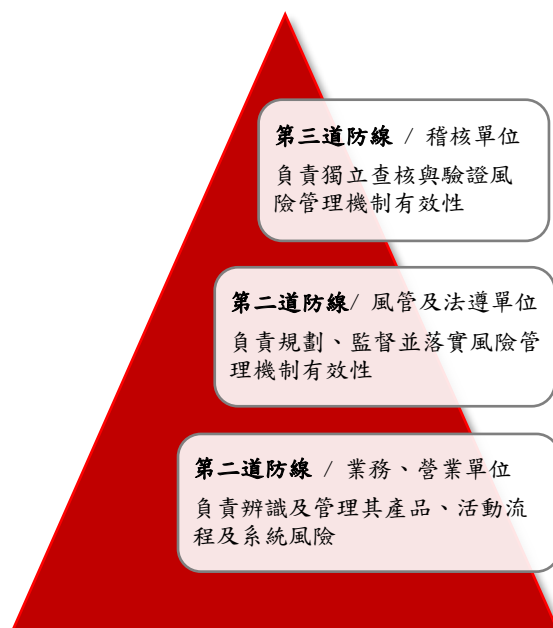 第三道防線 / 稽核單位
負責獨立查核與驗證風
險管理機制有效性
第二道防線/ 風管及法遵單位
負責規劃、監督並落實風險管
理機制有效性
第二道防線 / 業務、營業單位
負責辨識及管理其產品、活動流
程及系統風險